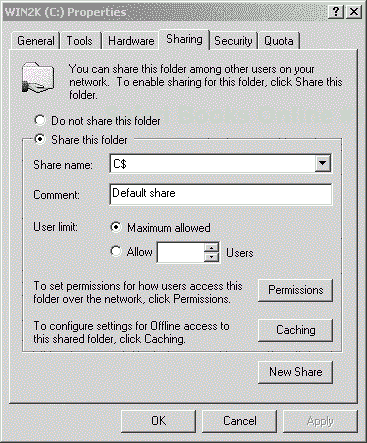 WIN2K (C:) Properties
General Tools Hardware Sharing Security Quota
You can share this folder among other users on your
network. To enable sharing for this folder, click Share this
folder.
Do not share this folder
Share this folder
Share name: C$
Comment: Default share
User limit: Maximum allowed
Allow Users
To set permissions for how users access this
folder over the network, click Permissions.
Permissions
To configure settings for Offline access to
this shared folder, click Caching.
Caching
New Share
OK Cancel Apply